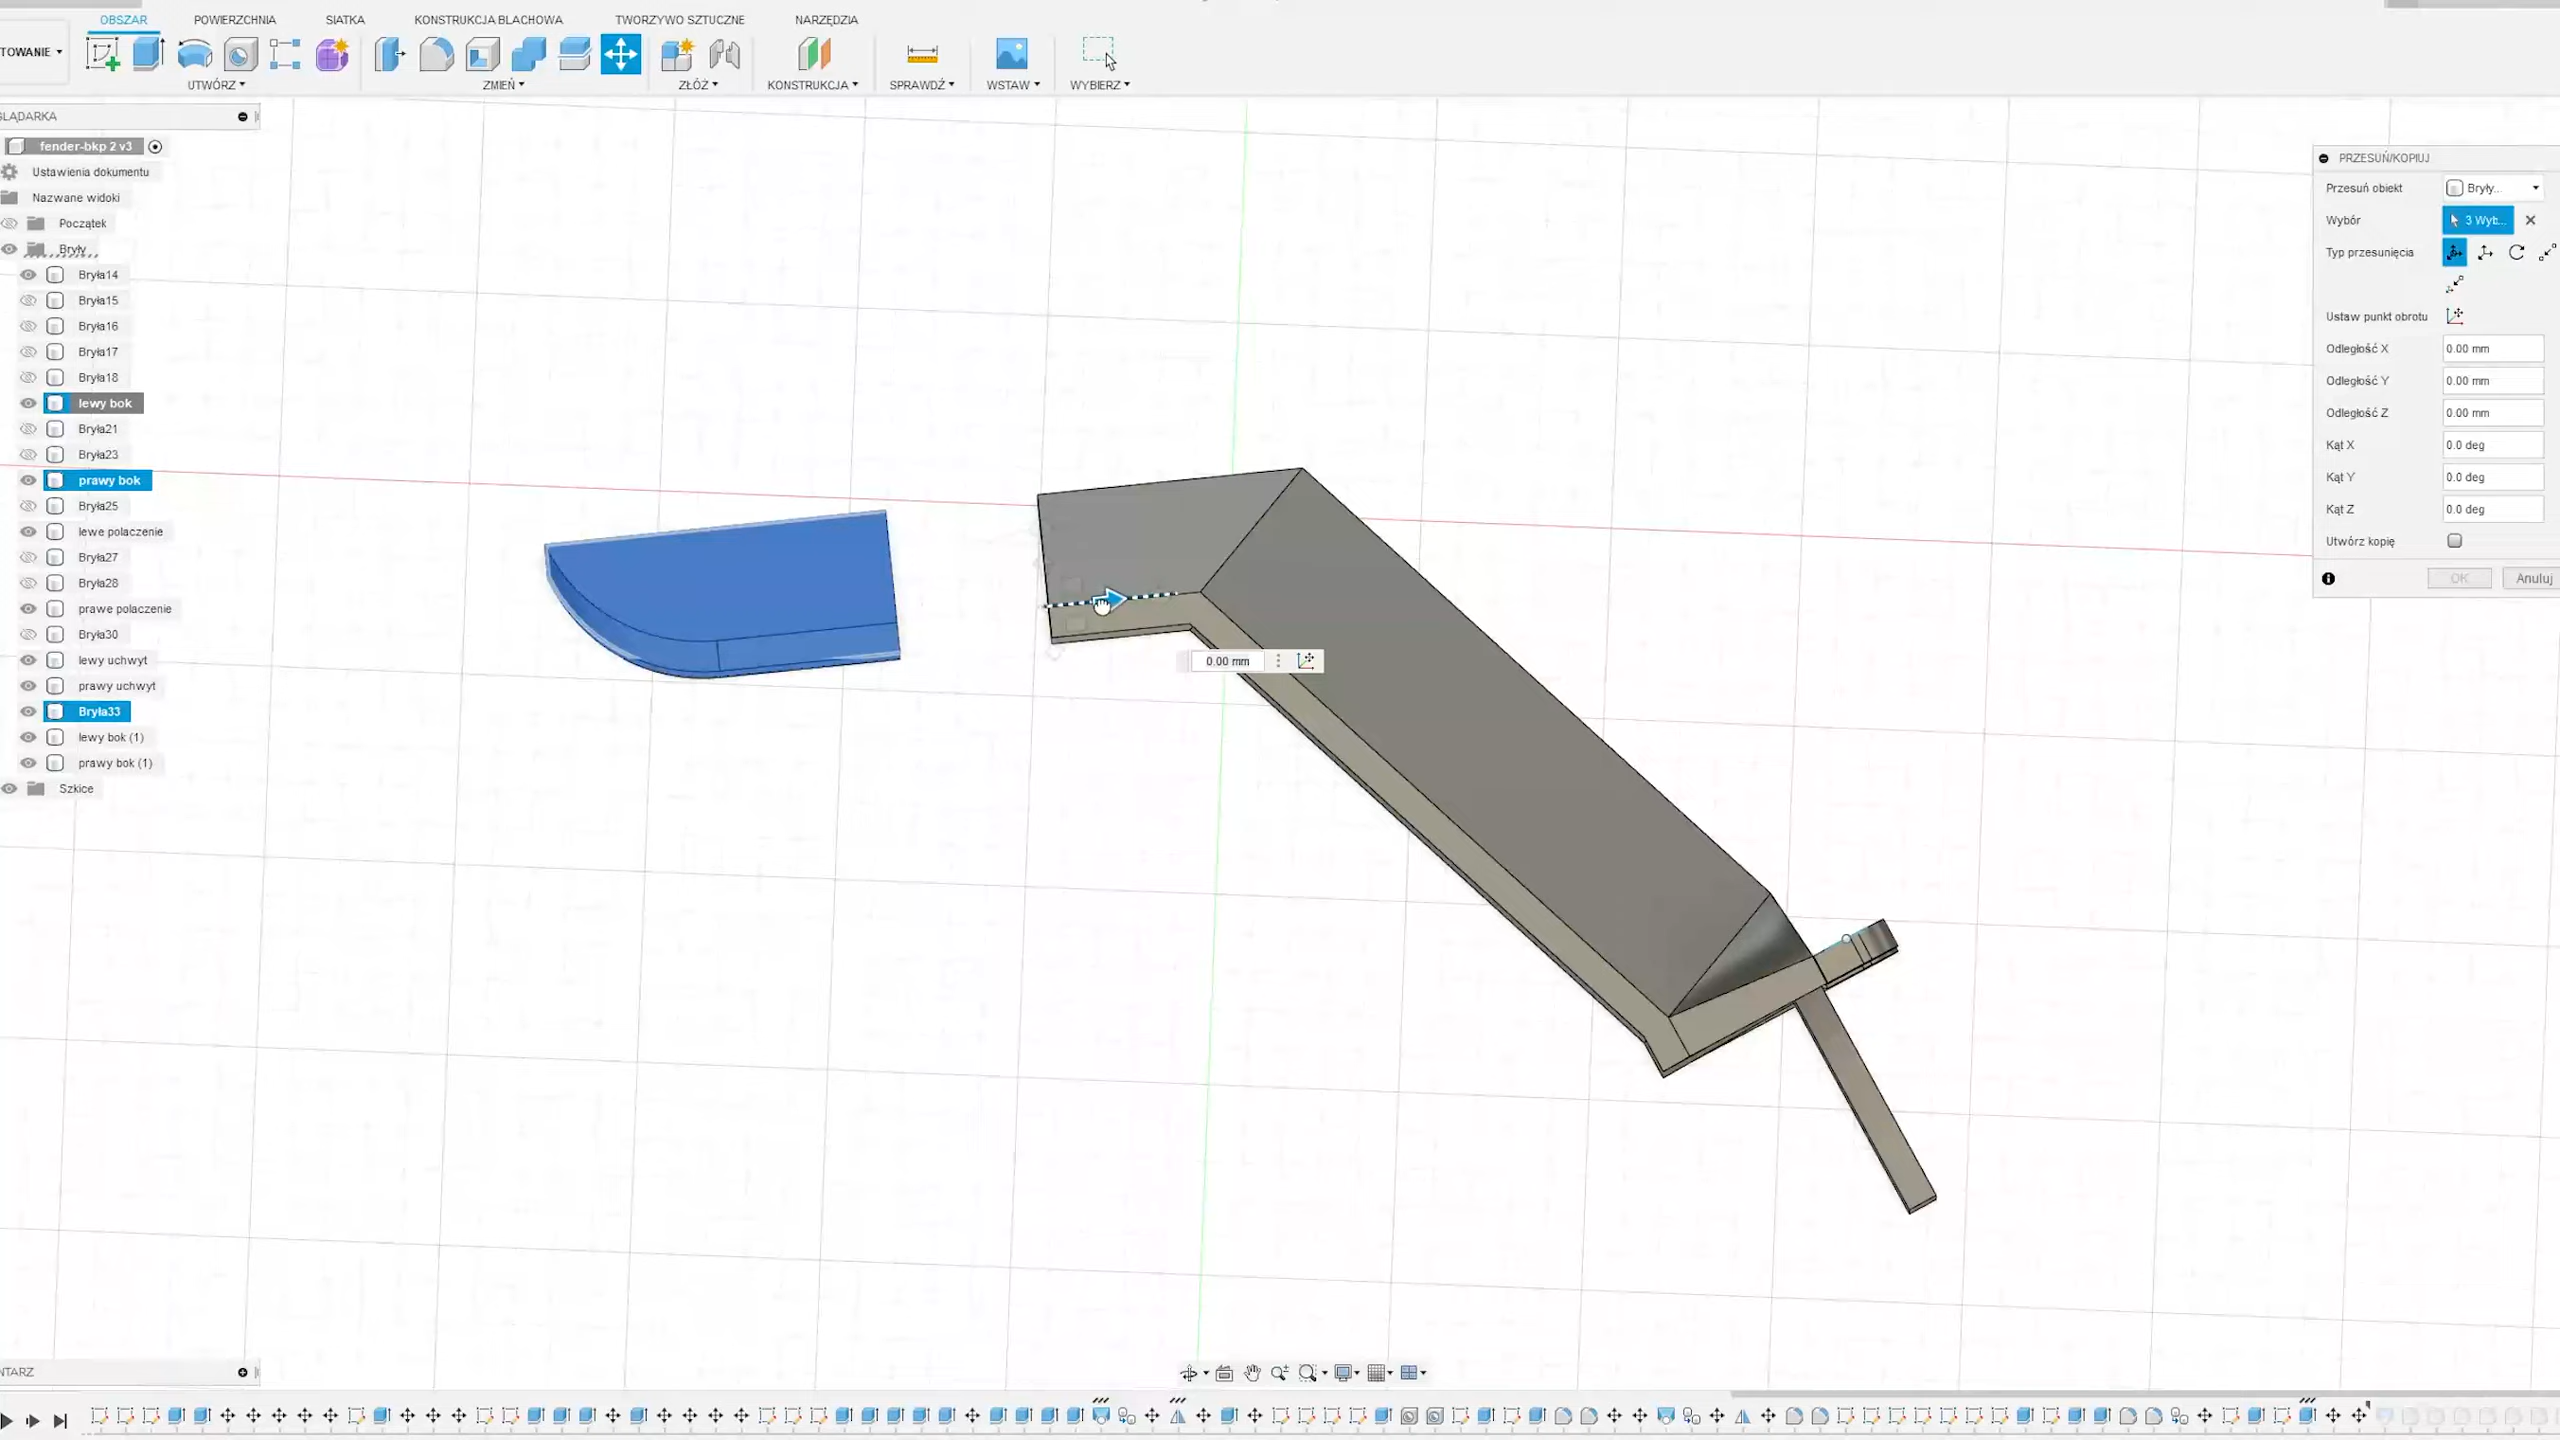 OBSZAR POWIERZCHNIA SIATKA KONSTRUKCJA BLACHOWA TWORZYWO SZTUCZNE NARZĘDZIA
TOWANIE
UTWÓRZ ZMIEŃ ZŁÓŻ KONSTRUKCJA SPRAWDŹ WSTAW WYBIERZ
GLĄDARKA
fender-bkp 2 v3
Ustawienia dokumentu
Nazwane widoki
Początek
Bryły
Bryła14
Bryła15
Bryła16
Bryła17
Bryła18
lewy bok
Bryła21
Bryła23
prawy bok
Bryła25
lewe polaczenie
Bryła27
Bryła28
prawe polaczenie
Bryła30
lewy uchwyt
prawy uchwyt
Bryła33
lewy bok (1)
prawy bok (1)
Szkice
0.00 mm
PRZESUŃ/KOPIUJ
Przesuń obiekt Bryły...
Wybór 3 Wyb...
Typ przesunięcia
Ustaw punkt obrotu
Odległość X 0.00 mm
Odległość Y 0.00 mm
Odległość Z 0.00 mm
Kąt X 0.0 deg
Kąt Y 0.0 deg
Kąt Z 0.0 deg
Utwórz kopię
OK Anuluj
NTARZ